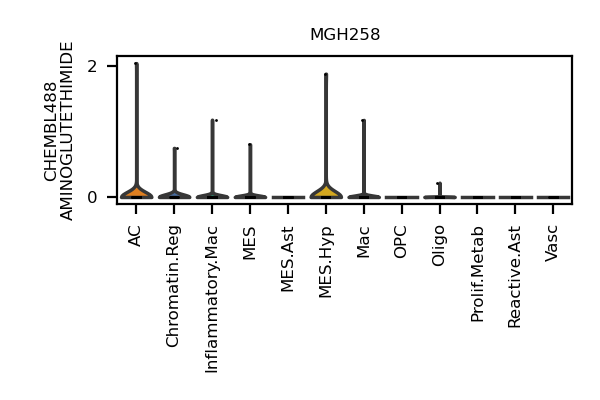 MGH258
CHEMBL488
AMINOGLUTETHIMIDE
2
0
AC
Chromatin.Reg
Inflammatory.Mac
MES
MES.Ast
MES.Hyp
Mac
OPC
Oligo
Prolif.Metab
Reactive.Ast
Vasc